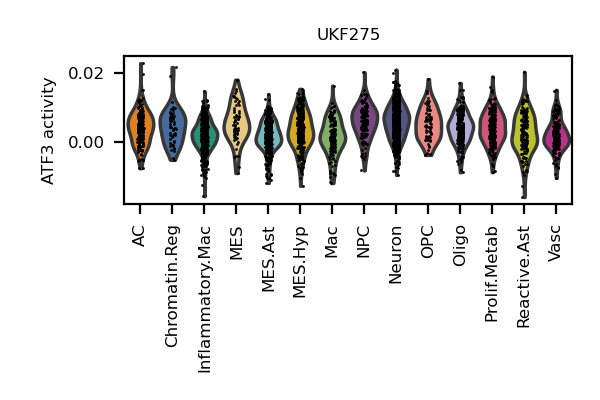 UKF275
ATF3 activity
0.02
0.00
AC
Chromatin.Reg
Inflammatory.Mac
MES
MES.Ast
MES.Hyp
Mac
NPC
Neuron
OPC
Oligo
Prolif.Metab
Reactive.Ast
Vasc